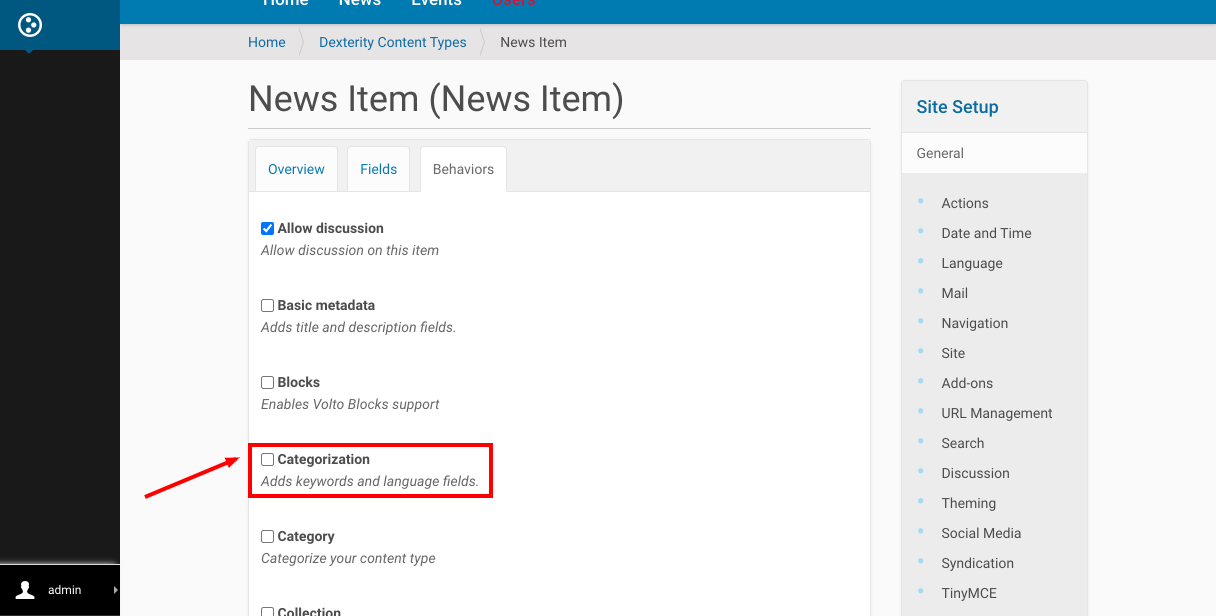 Home News Events Users
Home Dexterity Content Types News Item
News Item (News Item)
Overview Fields Behaviors
Allow discussion
Allow discussion on this item
Basic metadata
Adds title and description fields.
Blocks
Enables Volto Blocks support
Categorization
Adds keywords and language fields.
Category
Categorize your content type
Collection
Site Setup
General
Actions
Date and Time
Language
Mail
Navigation
Site
Add-ons
URL Management
Search
Discussion
Theming
Social Media
Syndication
TinyMCE
admin